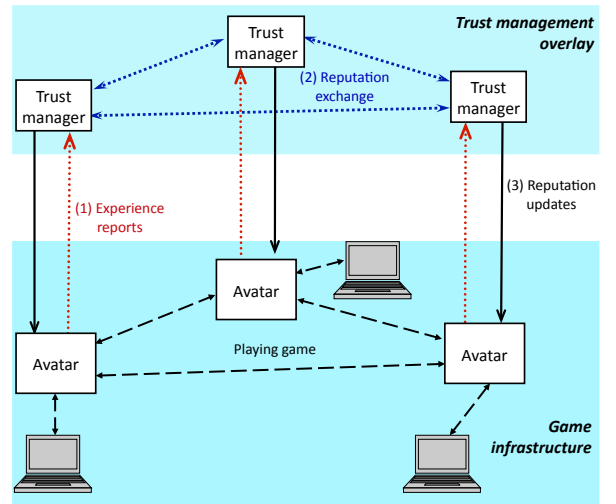 Trust management
overlay
Trust
manager
(2) Reputation
exchange
Trust
manager
Trust
manager
(1) Experience
reports
(3) Reputation
updates
Avatar
Avatar
Playing game
Avatar
Game
infrastructure